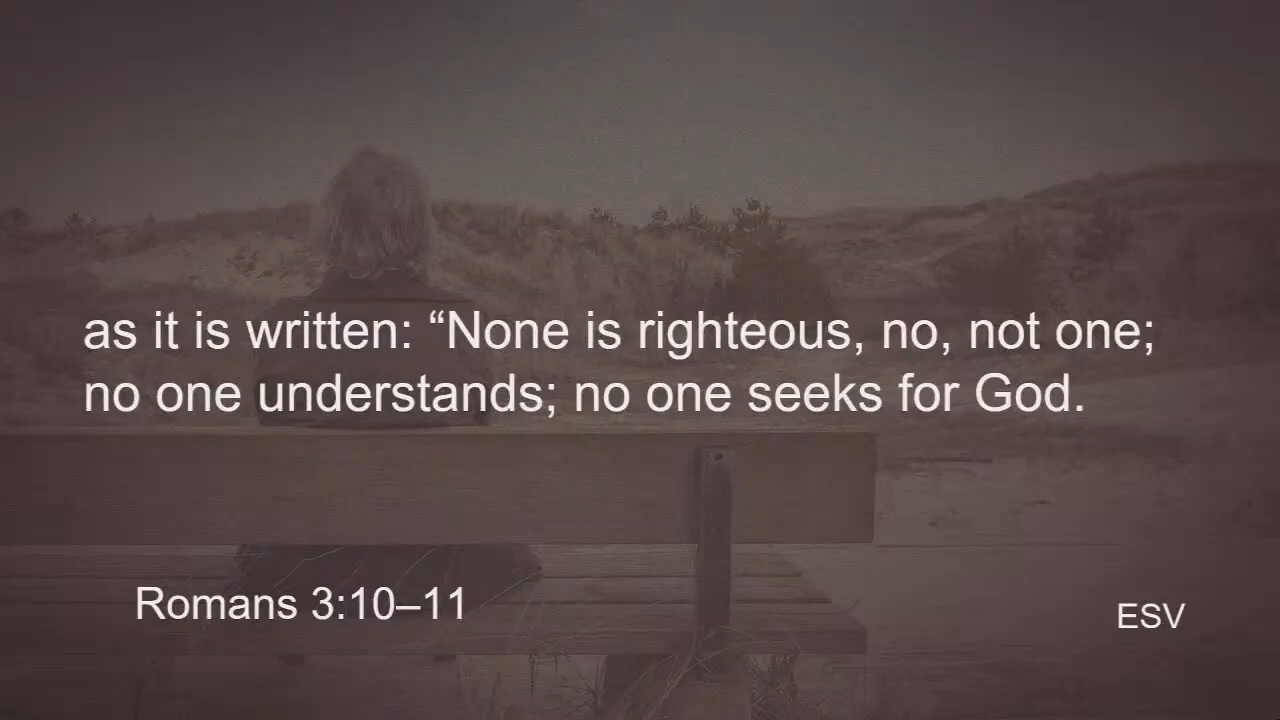 as it is written: “None is righteous, no, not one;
no one understands; no one seeks for God.
Romans 3:10–11
ESV